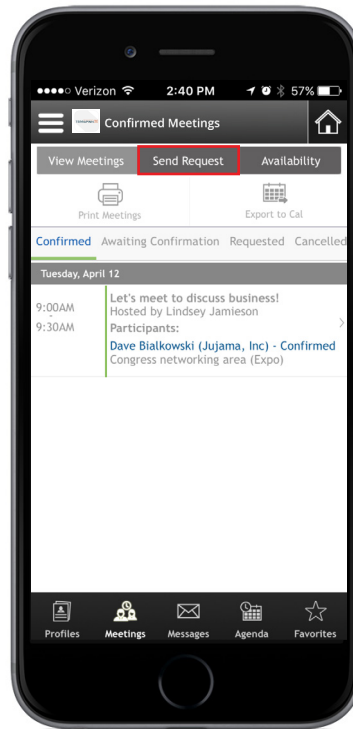 Verizon 2:40 PM 57%
Confirmed Meetings
View Meetings Send Request Availability
Print Meetings Export to Cal
Confirmed Awaiting Confirmation Requested Cancelled
Tuesday, April 12
9:00AM Let's meet to discuss business!
- Hosted by Lindsey Jamieson
9:30AM Participants:
Dave Bialkowski (Jujama, Inc) - Confirmed
Congress networking area (Expo)
Profiles Meetings Messages Agenda Favorites